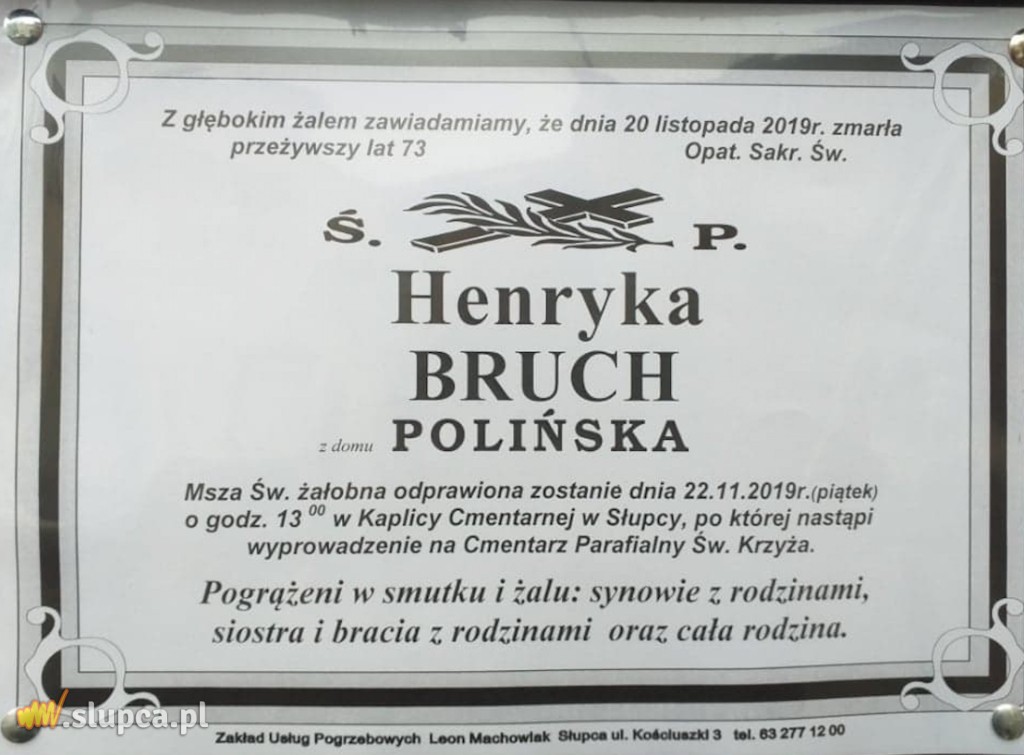 Z głębokim żalem zawiadamiamy, że dnia 20 listopada 2019r. zmarła
przeżywszy lat 73 Opat. Sakr. Św.
Ś. P.
Henryka
BRUCH
z domu POLIŃSKA
Msza Św. żałobna odprawiona zostanie dnia 22.11.2019r.(piątek)
o godz. 13 00 w Kaplicy Cmentarnej w Słupcy, po której nastąpi
wyprowadzenie na Cmentarz Parafialny Św. Krzyża.
Pogrążeni w smutku i żalu: synowie z rodzinami,
siostra i bracia z rodzinami oraz cała rodzina.
www.slupca.pl
Zakład Usług Pogrzebowych Leon Machowiak Słupca ul. Kościuszki 3 tel. 63 277 12 00